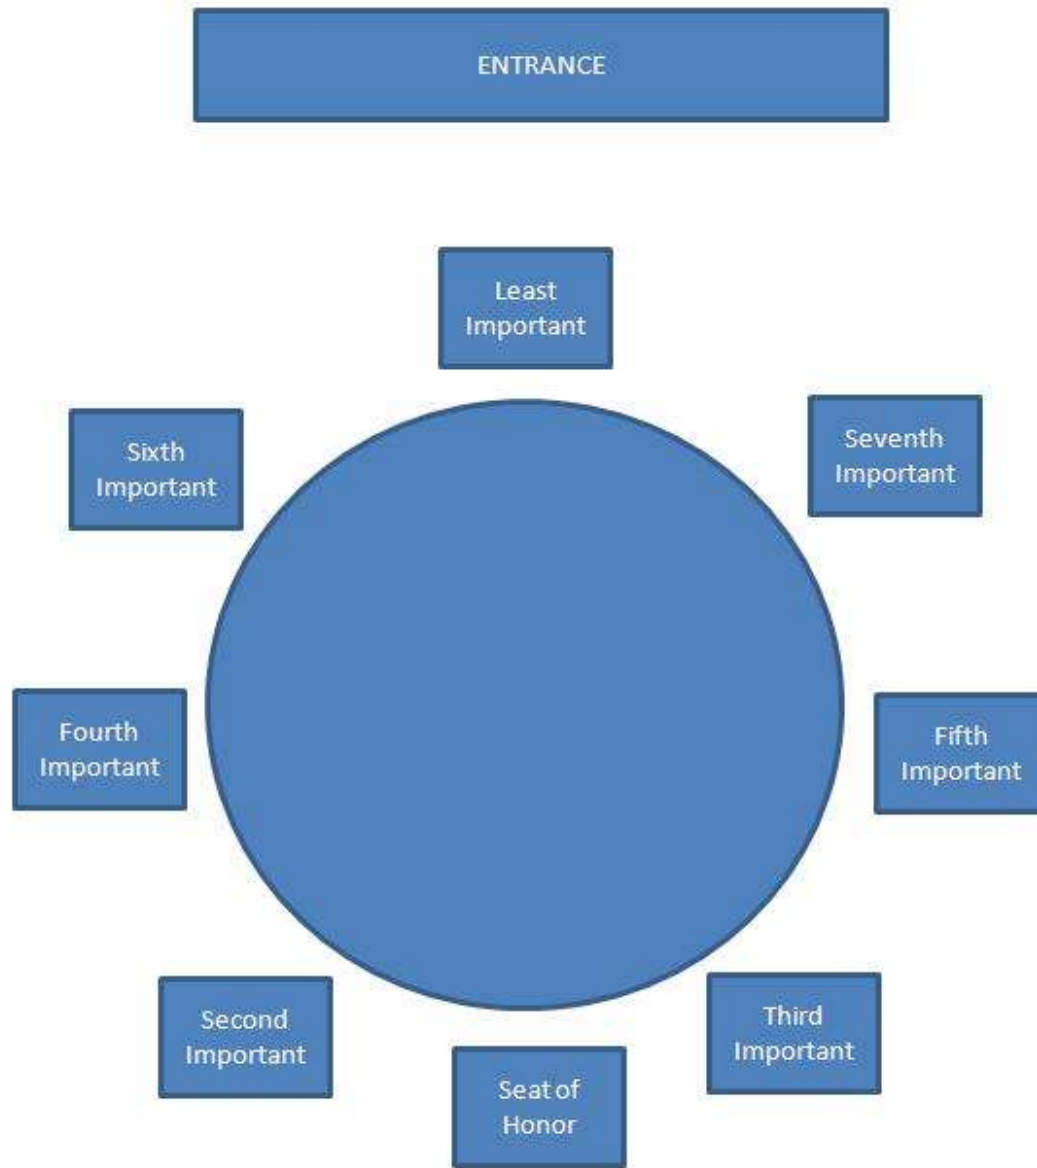 ENTRANCE
Least
Important
Sixth
Important
Seventh
Important
Fourth
Important
Fifth
Important
Second
Important
Third
Important
Seat of
Honor